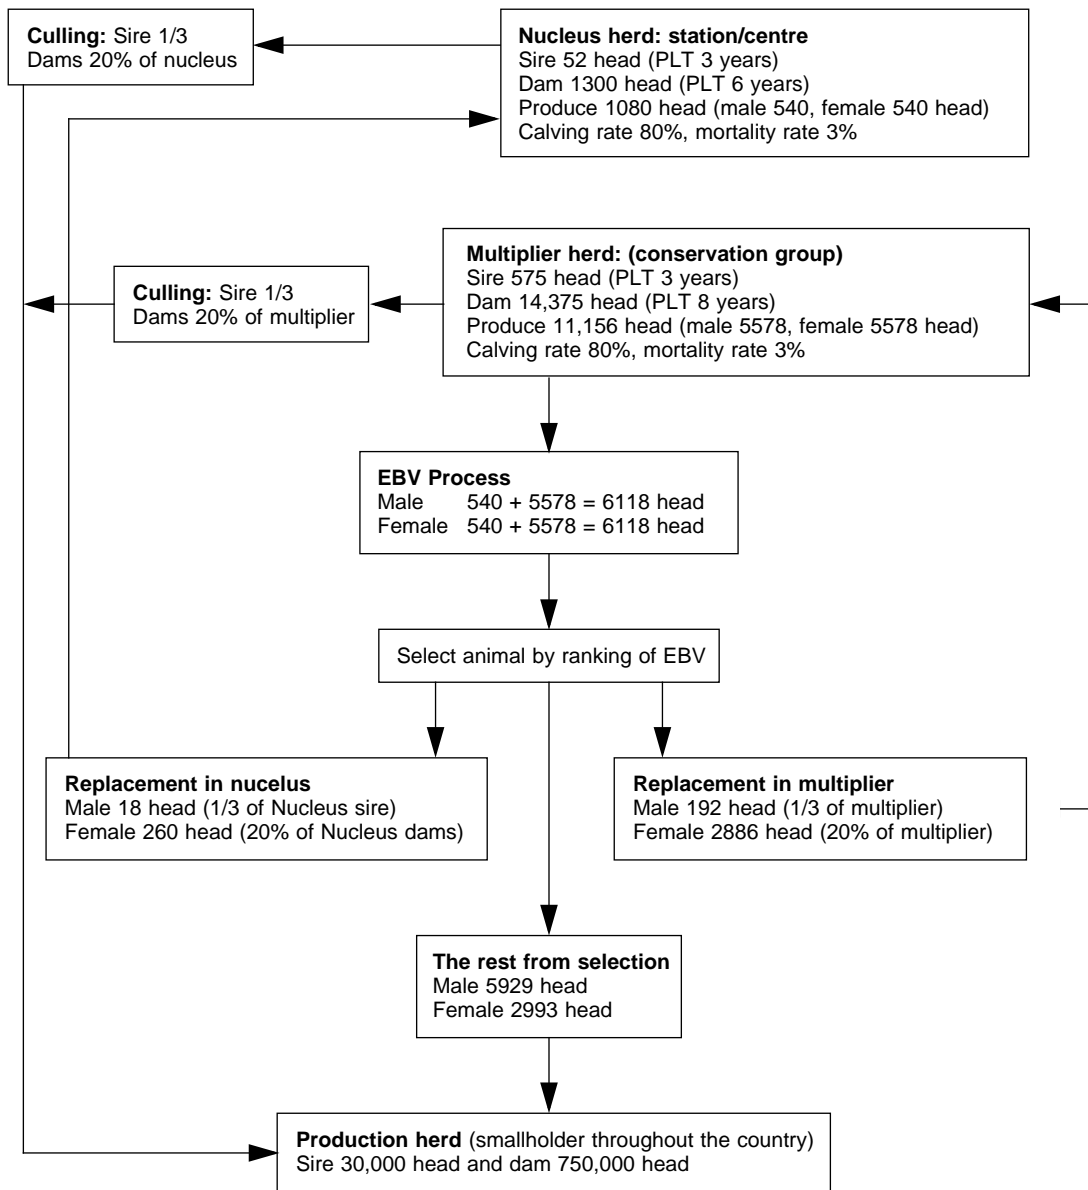 Culling: Sire 1/3
Dams 20% of nucleus
Nucleus herd: station/centre
Sire 52 head (PLT 3 years)
Dam 1300 head (PLT 6 years)
Produce 1080 head (male 540, female 540 head)
Calving rate 80%, mortality rate 3%
Multiplier herd: (conservation group)
Sire 575 head (PLT 3 years)
Dam 14,375 head (PLT 8 years)
Produce 11,156 head (male 5578, female 5578 head)
Calving rate 80%, mortality rate 3%
Culling: Sire 1/3
Dams 20% of multiplier
EBV Process
Male 540 + 5578 = 6118 head
Female 540 + 5578 = 6118 head
Select animal by ranking of EBV
Replacement in nucelus
Male 18 head (1/3 of Nucleus sire)
Female 260 head (20% of Nucleus dams)
Replacement in multiplier
Male 192 head (1/3 of multiplier)
Female 2886 head (20% of multiplier)
The rest from selection
Male 5929 head
Female 2993 head
Production herd (smallholder throughout the country)
Sire 30,000 head and dam 750,000 head